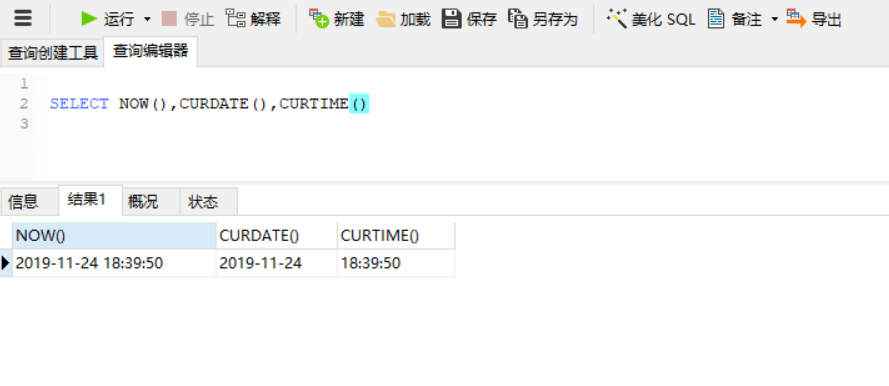 运行 停止 解释 新建 加载 保存 另存为 美化 SQL 备注 导出
查询创建工具 查询编辑器
1
2 SELECT NOW(),CURDATE(),CURTIME()
3
信息 结果1 概况 状态
NOW() CURDATE() CURTIME()
2019-11-24 18:39:50 2019-11-24 18:39:50